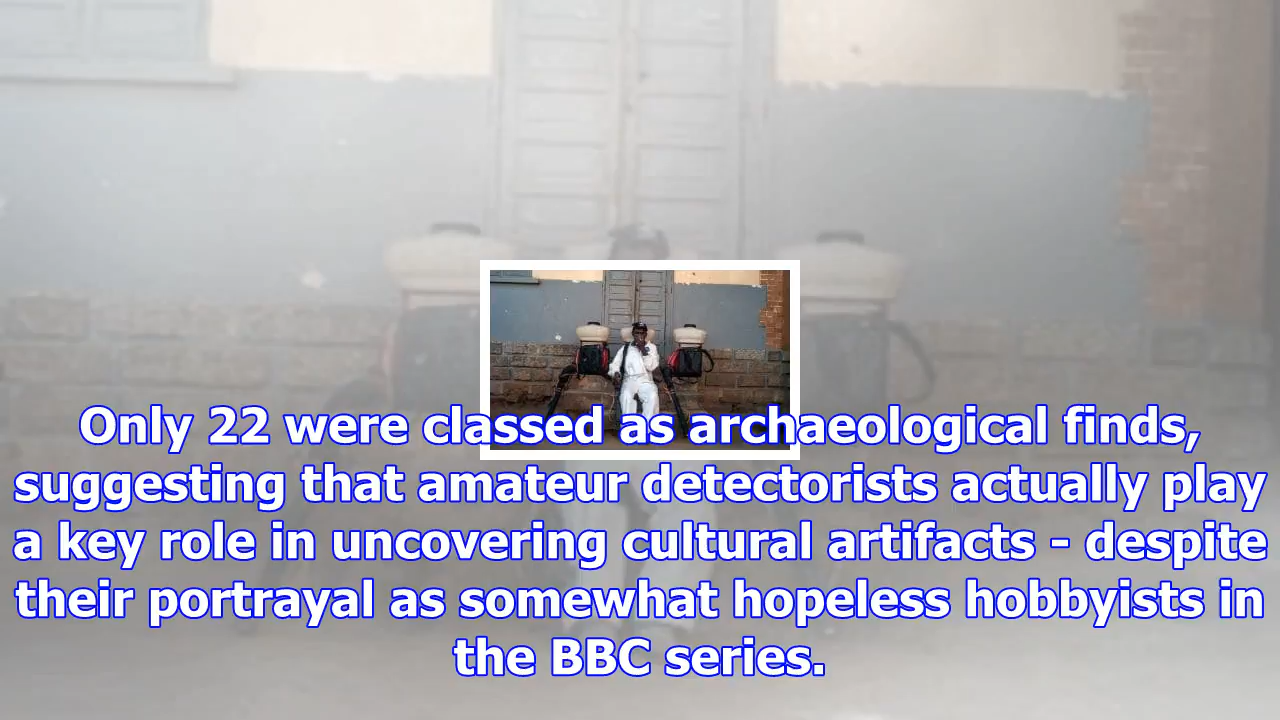 Only 22 were classed as archaeological finds,
suggesting that amateur detectorists actually play
a key role in uncovering cultural artifacts - despite
their portrayal as somewhat hopeless hobbyists in
the BBC series.